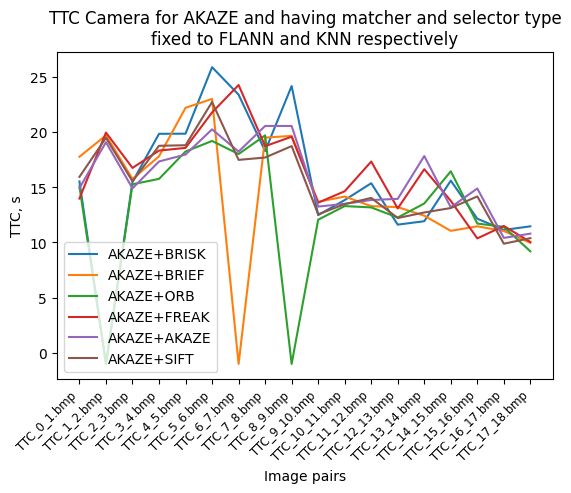 TTC Camera for AKAZE and having matcher and selector type
fixed to FLANN and KNN respectively
TTC, s
25
20
15
10
5
0
AKAZE+BRISK
AKAZE+BRIEF
AKAZE+ORB
AKAZE+FREAK
AKAZE+AKAZE
AKAZE+SIFT
TTC_0_1.bmp
TTC_1_2.bmp
TTC_2_3.bmp
TTC_3_4.bmp
TTC_4_5.bmp
TTC_5_6.bmp
TTC_6_7.bmp
TTC_7_8.bmp
TTC_8_9.bmp
TTC_9_10.bmp
TTC_10_11.bmp
TTC_11_12.bmp
TTC_12_13.bmp
TTC_13_14.bmp
TTC_14_15.bmp
TTC_15_16.bmp
TTC_16_17.bmp
TTC_17_18.bmp
Image pairs